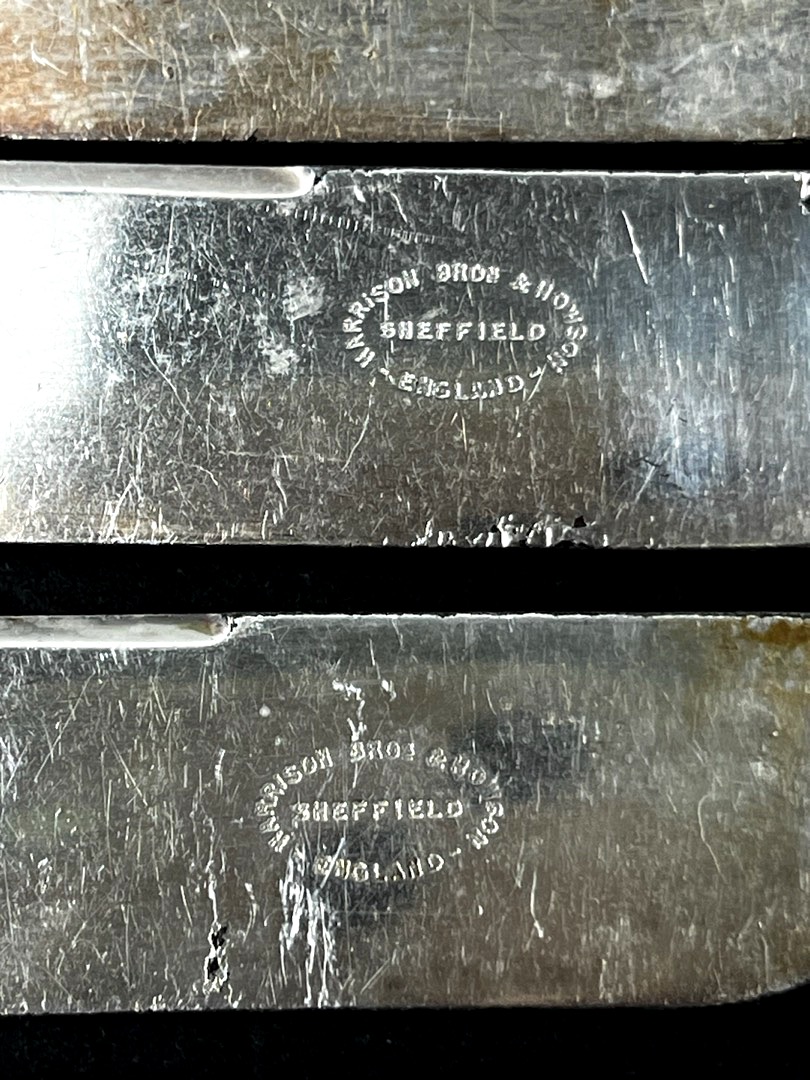 HARRISON BROS & HOWSON
SHEFFIELD
- ENGLAND -
HARRISON BROS & HOWSON
SHEFFIELD
ENGLAND -